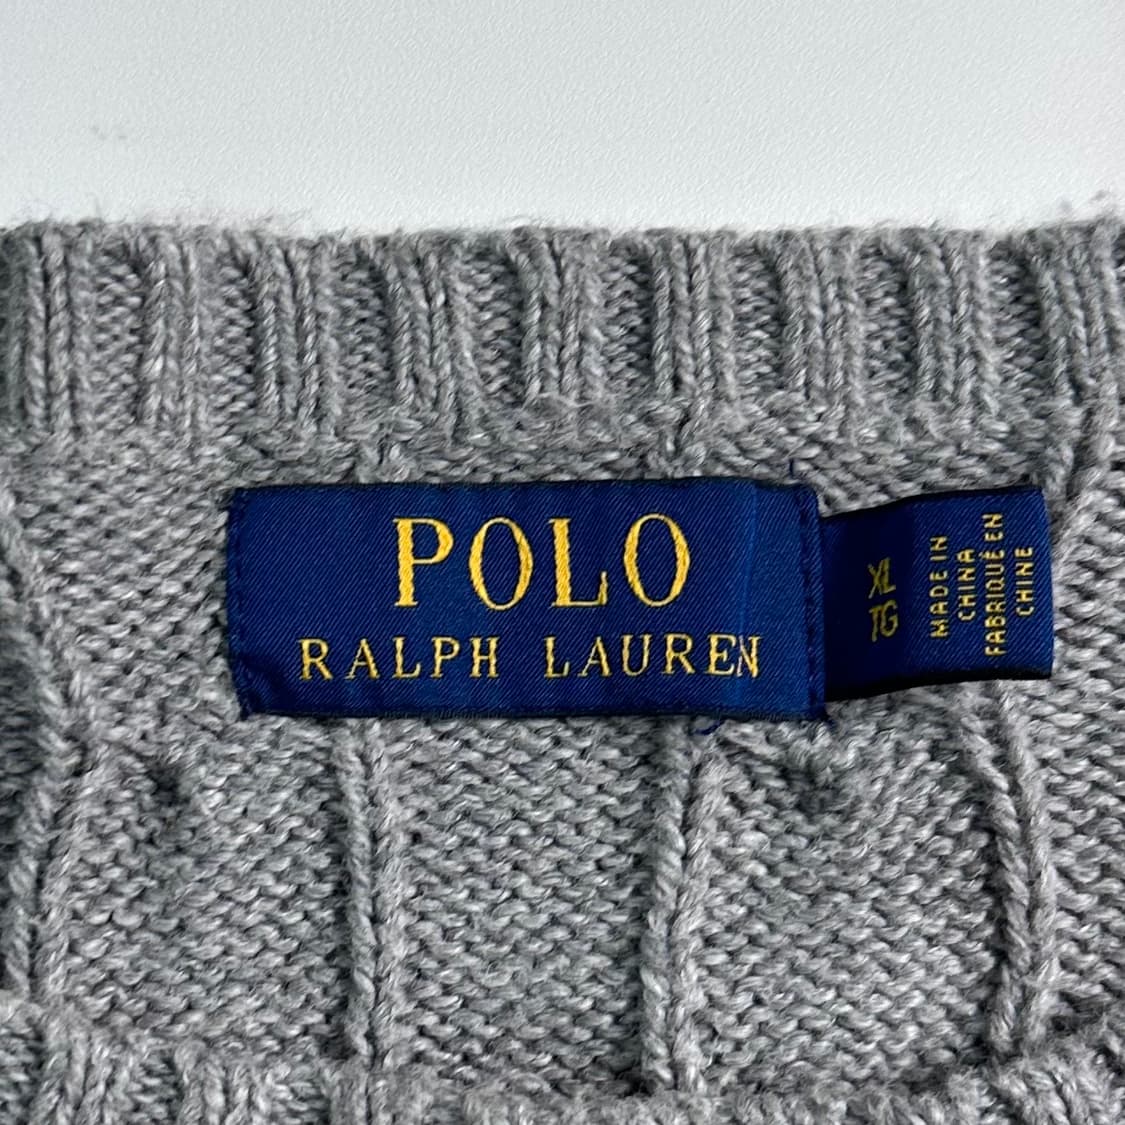 POLO
RALPH LAUREN
XL
TG
MADE IN
CHINA
FABRIQUÉ EN
CHINE